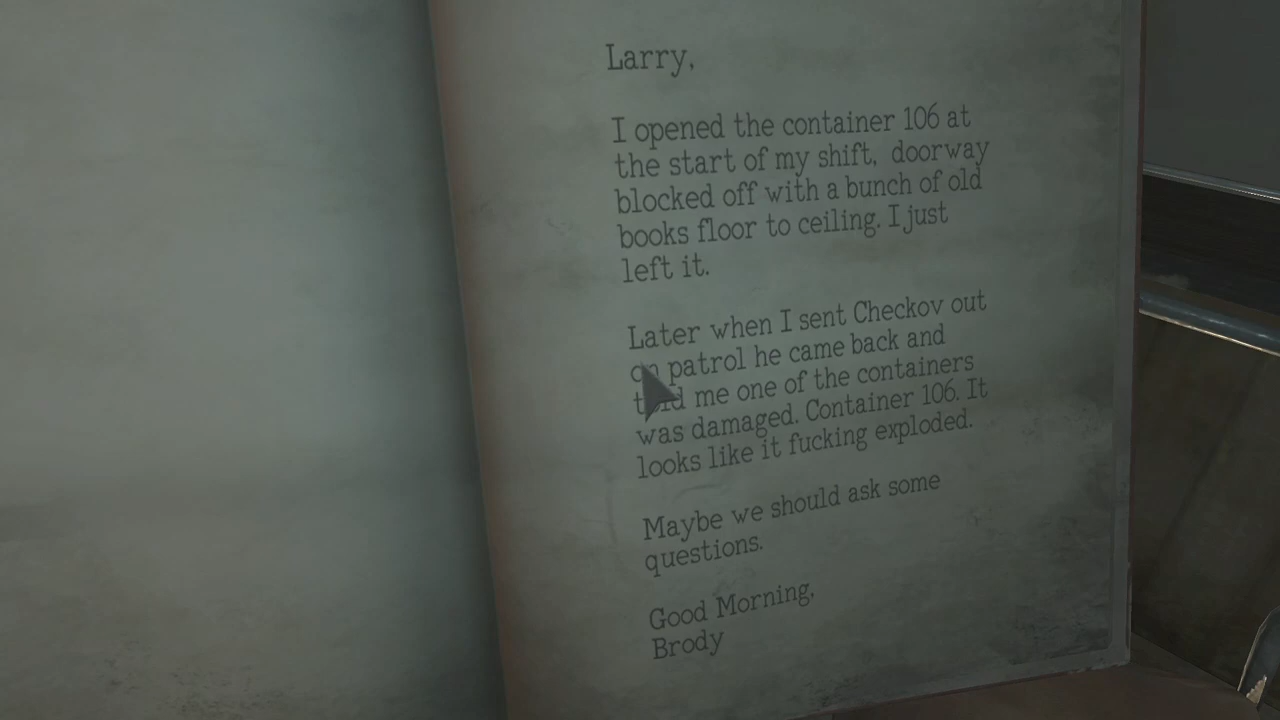 Larry,
I opened the container 106 at
the start of my shift, doorway
blocked off with a bunch of old
books floor to ceiling. I just
left it.
Later when I sent Checkov out
on patrol he came back and
told me one of the containers
was damaged. Container 106. It
looks like it fucking exploded.
Maybe we should ask some
questions.
Good Morning,
Brody